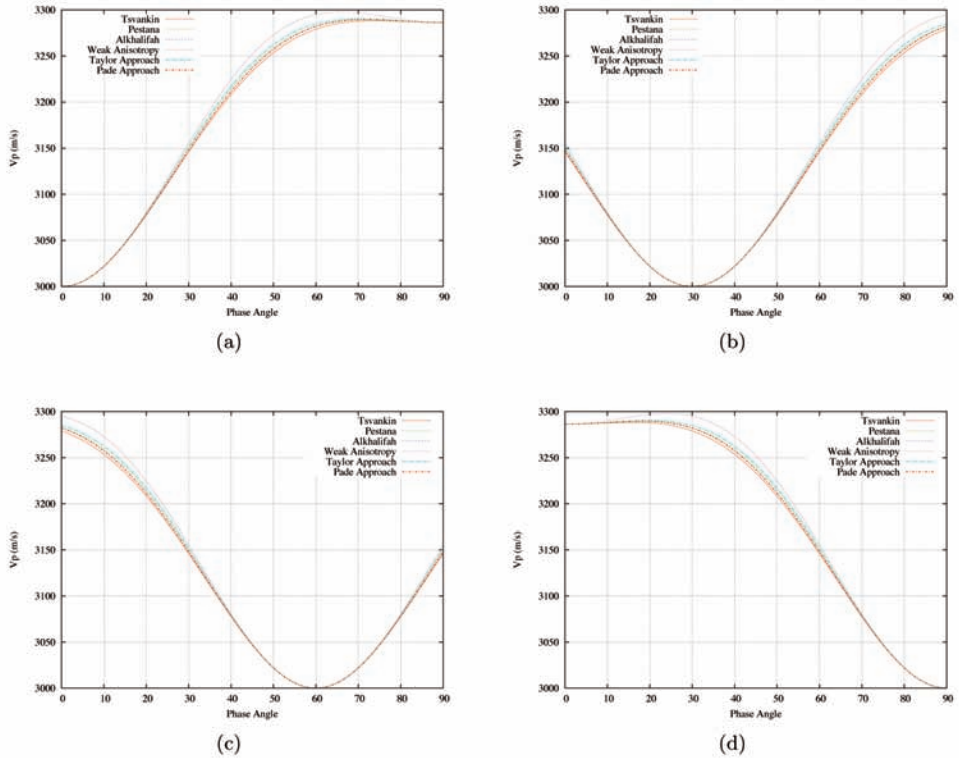 3300
3250
3200
3150
3100
3050
3000
Vp (m/s)
Tsvankin
Pestana
Alkhalifah
Weak Anisotropy
Taylor Approach
Pade Approach
0 10 20 30 40 50 60 70 80 90
Phase Angle
(a)
3300
3250
3200
3150
3100
3050
3000
Vp (m/s)
Tsvankin
Pestana
Alkhalifah
Weak Anisotropy
Taylor Approach
Pade Approach
0 10 20 30 40 50 60 70 80 90
Phase Angle
(b)
3300
3250
3200
3150
3100
3050
3000
Vp (m/s)
Tsvankin
Pestana
Alkhalifah
Weak Anisotropy
Taylor Approach
Pade Approach
0 10 20 30 40 50 60 70 80 90
Phase Angle
(c)
3300
3250
3200
3150
3100
3050
3000
Vp (m/s)
Tsvankin
Pestana
Alkhalifah
Weak Anisotropy
Taylor Approach
Pade Approach
0 10 20 30 40 50 60 70 80 90
Phase Angle
(d)